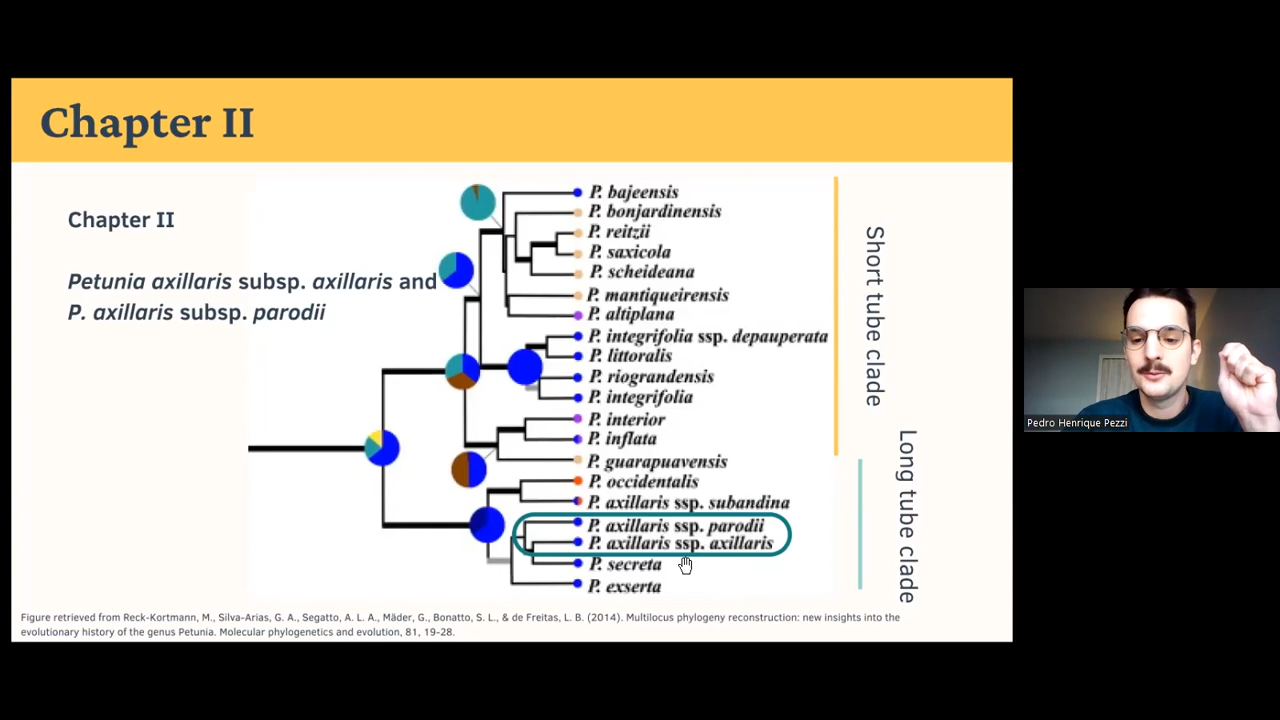 Chapter II
Chapter II
Petunia axillaris subsp. axillaris and
P. axillaris subsp. parodii
P. bajeensis
P. bonjardinensis
P. reitzii
P. saxicola
P. scheideana
P. mantiqueirensis
P. altiplana
P. integrifolia ssp. depauperata
P. littoralis
P. riograndensis
P. integrifolia
P. interior
P. inflata
P. guarapuavensis
P. occidentalis
P. axillaris ssp. subandina
P. axillaris ssp. parodii
P. axillaris ssp. axillaris
P. secreta
P. exserta
Short tube clade
Long tube clade
Figure retrieved from Reck-Kortmann, M., Silva-Arias, G. A., Segatto, A. L. A., Mäder, G., Bonatto, S. L., & de Freitas, L. B. (2014). Multilocus phylogeny reconstruction: new insights into the
evolutionary history of the genus Petunia. Molecular phylogenetics and evolution, 81, 19-28.
Pedro Henrique Pezzi